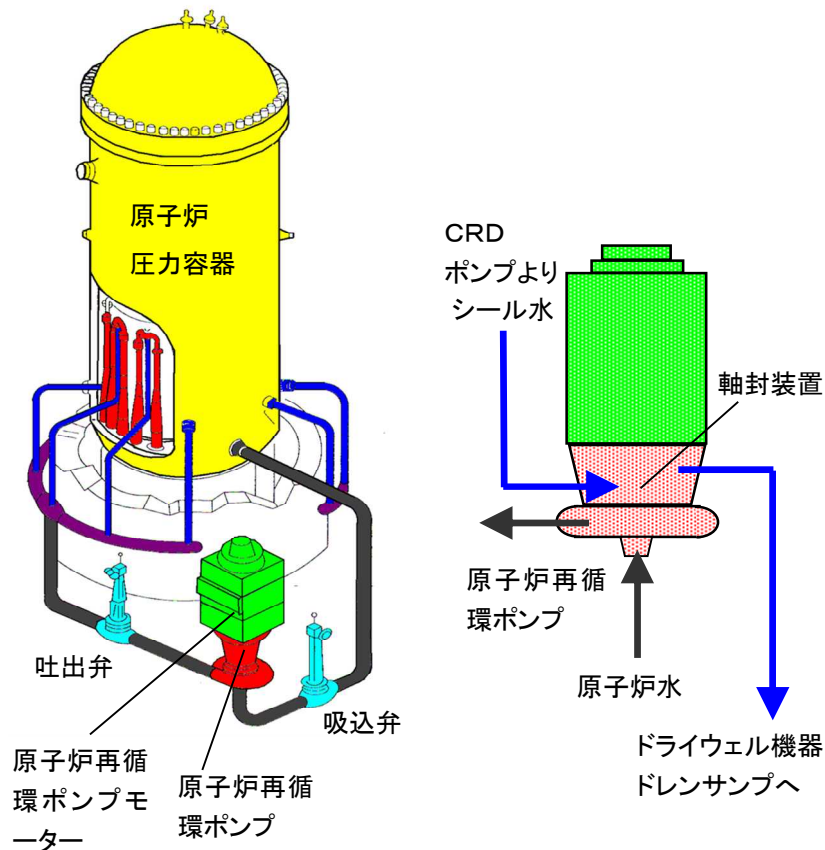 原子炉
圧力容器
吐出弁
吸込弁
原子炉再循
環ポンプモ
ーター
原子炉再循
環ポンプ
CRD
ポンプより
シール水
軸封装置
原子炉再循
環ポンプ
原子炉水
ドライウェル機器
ドレンサンプへ